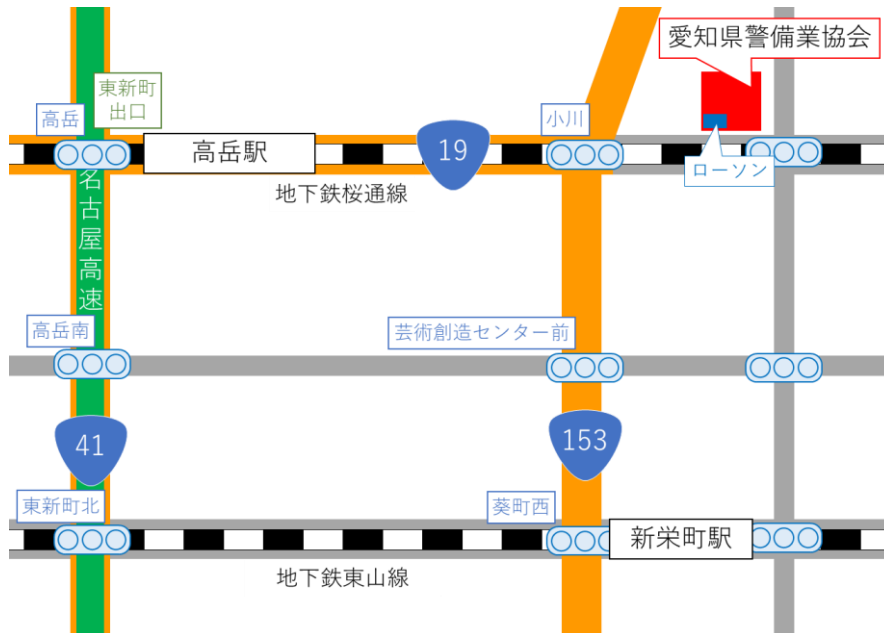 愛知県警備業協会
東新町
出口
高岳
小川
高岳駅
19
ローソン
地下鉄桜通線
名古屋高速
高岳南
芸術創造センター前
41
153
東新町北
葵町西
新栄町駅
地下鉄東山線